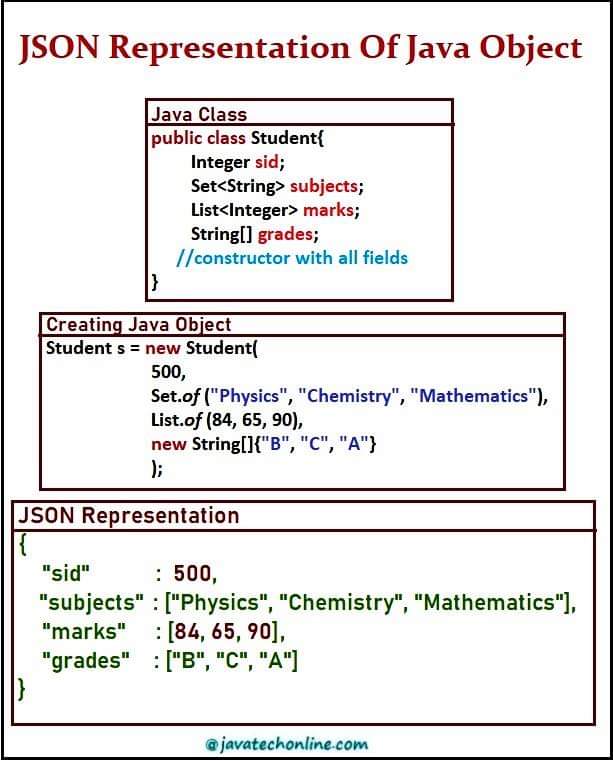 JSON Representation Of Java Object
Java Class
public class Student{
Integer sid;
Set<String> subjects;
List<Integer> marks;
String[] grades;
//constructor with all fields
}
Creating Java Object
Student s = new Student(
500,
Set.of ("Physics", "Chemistry", "Mathematics"),
List.of (84, 65, 90),
new String[]{"B", "C", "A"}
);
JSON Representation
{
"sid" : 500,
"subjects" : ["Physics", "Chemistry", "Mathematics"],
"marks" : [84, 65, 90],
"grades" : ["B", "C", "A"]
}
@javatechonline.com